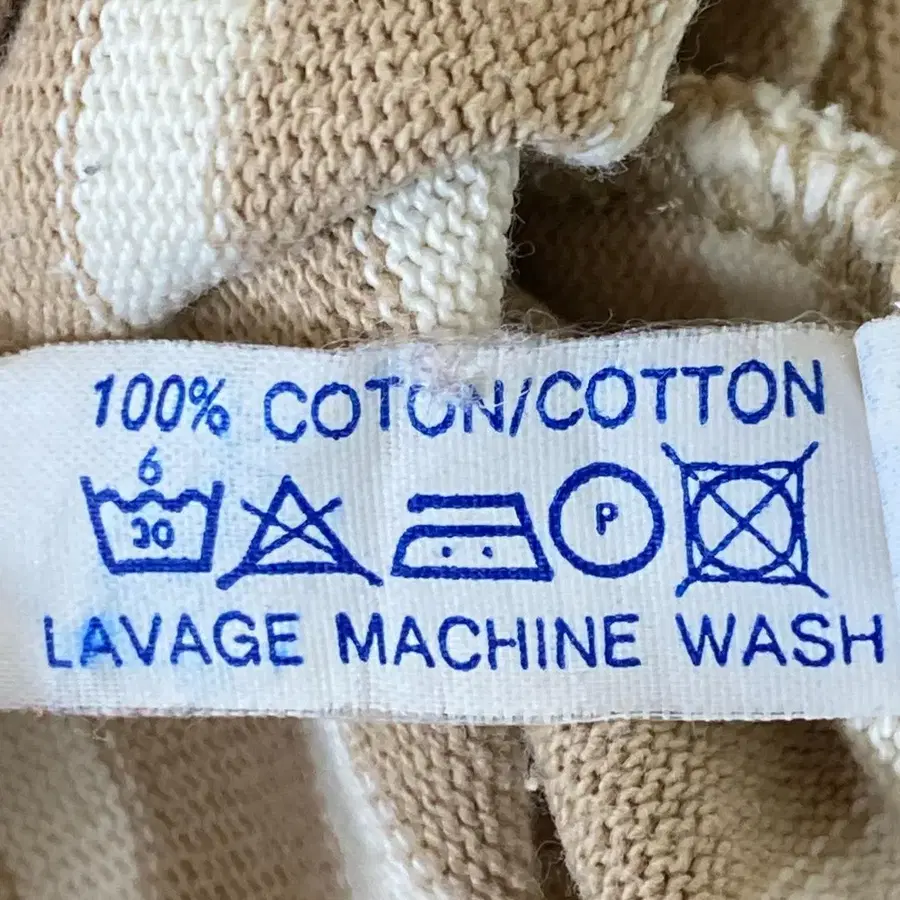 100% COTON/COTTON
6
30 P
LAVAGE MACHINE WASH